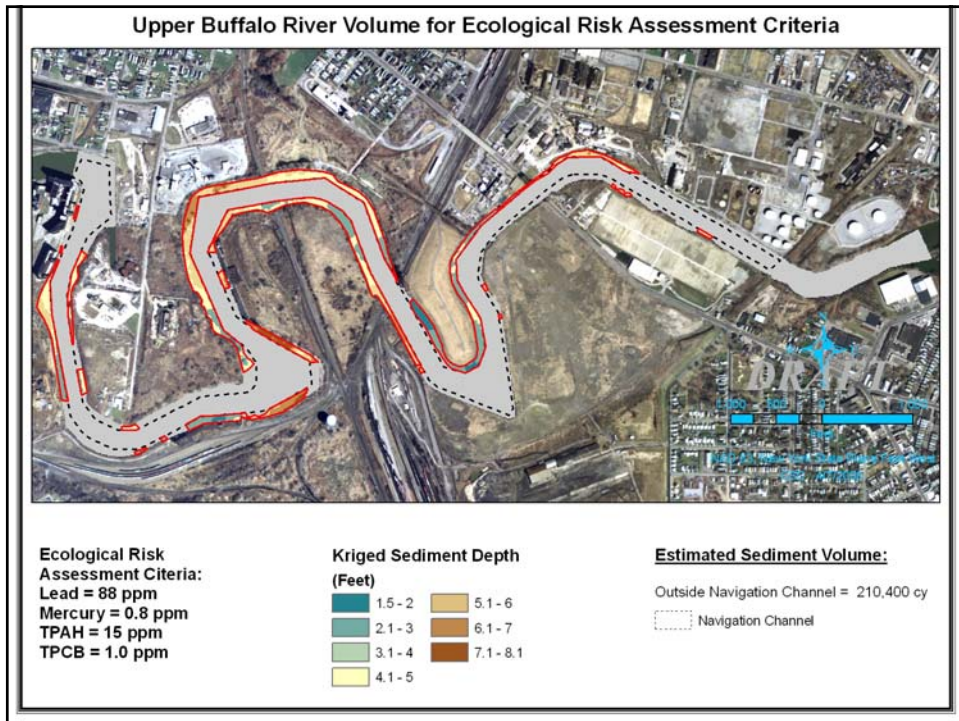 Upper Buffalo River Volume for Ecological Risk Assessment Criteria
DRAFT
Ecological Risk
Assessment Citeria:
Lead = 88 ppm
Mercury = 0.8 ppm
TPAH = 15 ppm
TPCB = 1.0 ppm
Kriged Sediment Depth
(Feet)
1.5 - 2
2.1 - 3
3.1 - 4
4.1 - 5
5.1 - 6
6.1 - 7
7.1 - 8.1
Estimated Sediment Volume:
Outside Navigation Channel = 210,400 cy
Navigation Channel